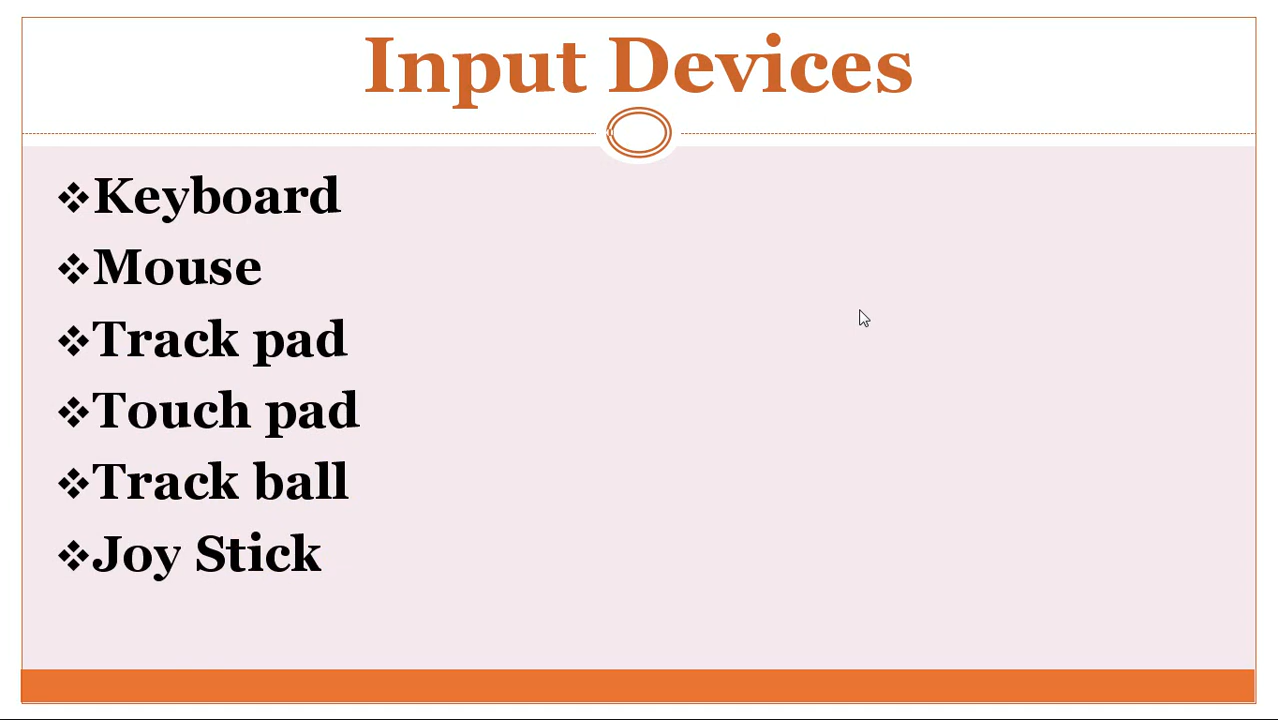 Input Devices
❖Keyboard
❖Mouse
❖Track pad
❖Touch pad
❖Track ball
❖Joy Stick